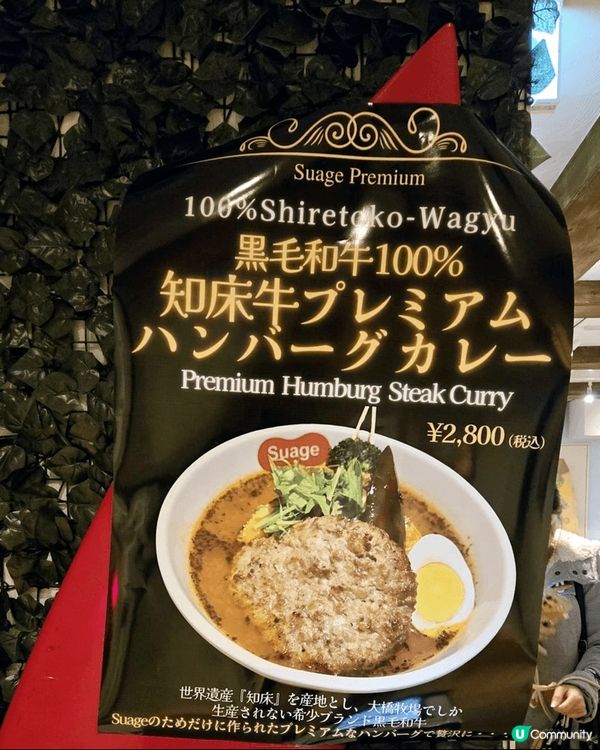 Suage Premium
100%Shiretoko-Wagyu
黒毛和牛100%
知床牛プレミアム
ハンバーグカレー
Premium Humburg Steak Curry
¥2,800(税込)
Suage
世界遺産『知床』を産地とし、大橋牧場でしか
生産されない希少ブランド黒毛和牛
Suageのためだけに作られたプレミアムなハンバーグで贅沢に・・・
U Community